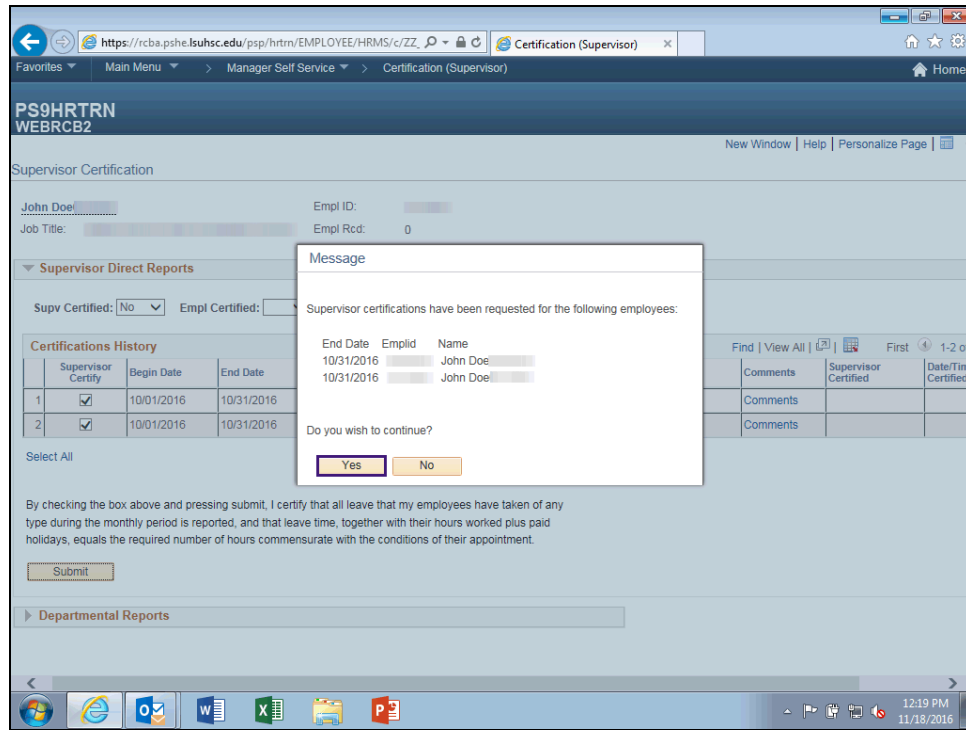 https://rcba.pshe.lsuhsc.edu/psp/hrtrn/EMPLOYEE/HRMS/c/ZZ_
Certification (Supervisor)
Favorites Main Menu > Manager Self Service > Certification (Supervisor)
Home
PS9HRTRN
WEBRCB2
New Window | Help | Personalize Page |
Supervisor Certification
John Doe
Empl ID:
Job Title:
Empl Rcd: 0
Supervisor Direct Reports
Supv Certified: No Empl Certified:
Certifications History
Find | View All | First 1-2 o
Supervisor Certify Begin Date End Date Comments Supervisor Certified Date/Tim Certified
1 10/01/2016 10/31/2016 Comments
2 10/01/2016 10/31/2016 Comments
Select All
Message
Supervisor certifications have been requested for the following employees:
End Date Emplid Name
10/31/2016 John Doe
10/31/2016 John Doe
Do you wish to continue?
Yes No
By checking the box above and pressing submit, I certify that all leave that my employees have taken of any
type during the monthly period is reported, and that leave time, together with their hours worked plus paid
holidays, equals the required number of hours commensurate with the conditions of their appointment.
Submit
Departmental Reports
12:19 PM
11/18/2016